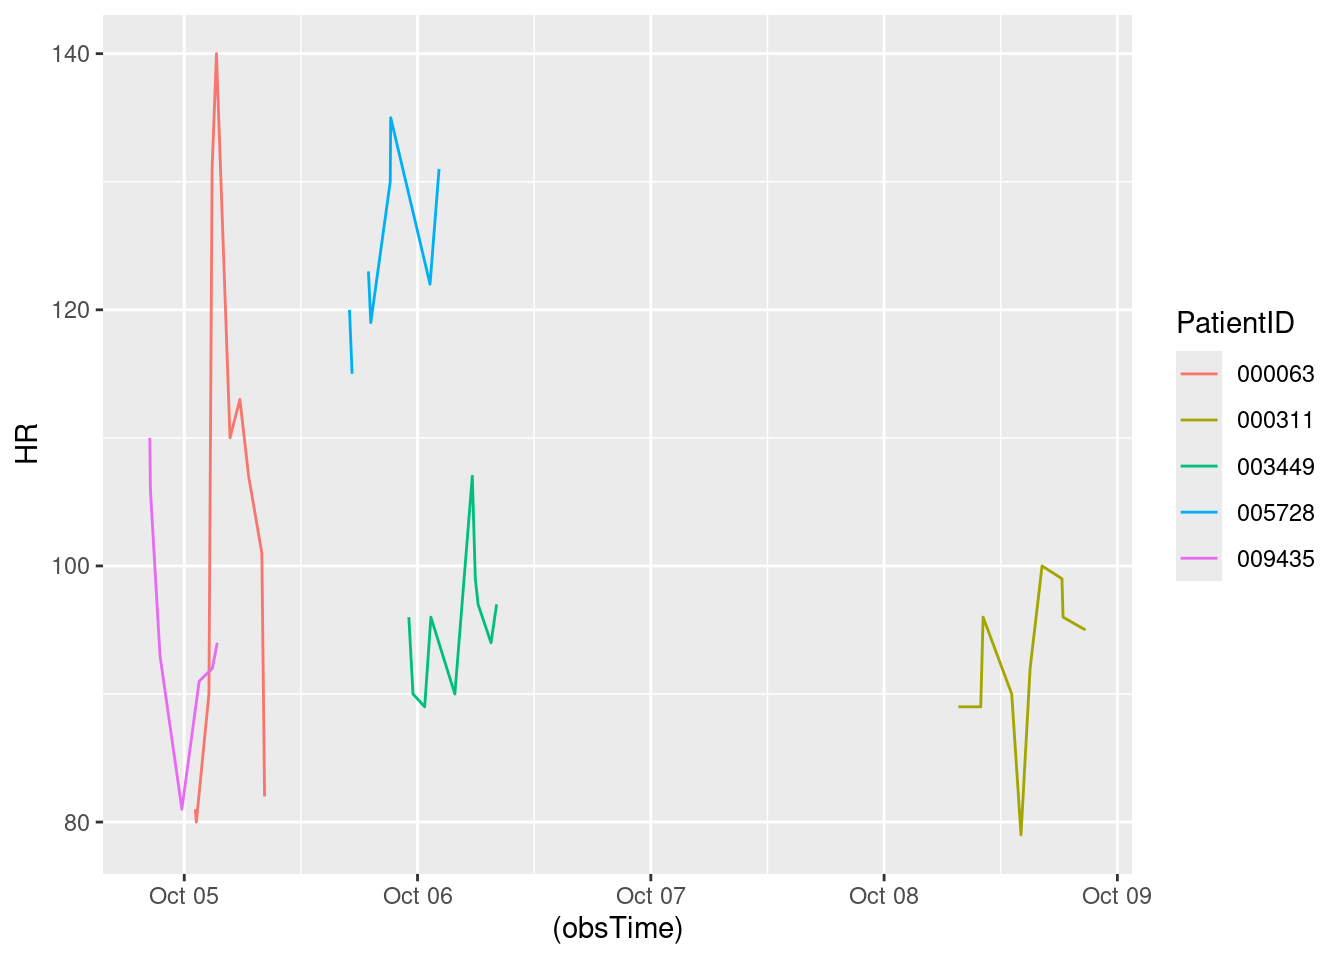 140
120
100
80
HR
Oct 05
Oct 06
Oct 07
Oct 08
Oct 09
(obsTime)
PatientID
000063
000311
003449
005728
009435